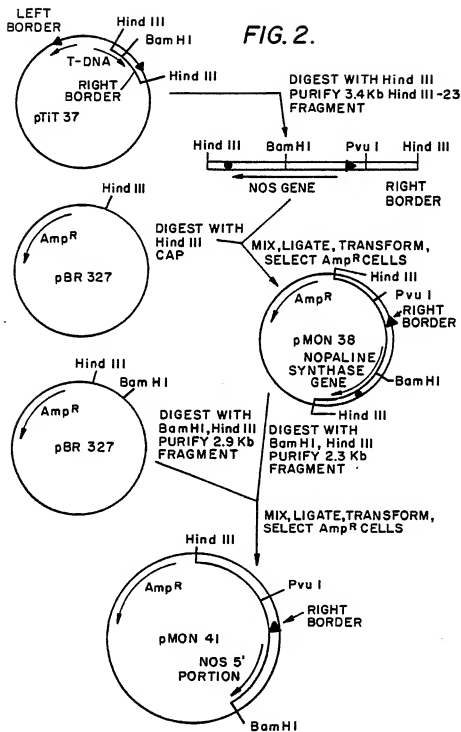 FIG. 2.
LEFT
BORDER
Hind III
BamHI
T-DNA
Hind III
RIGHT
BORDER
pTiT 37
DIGEST WITH Hind III
PURIFY 3.4Kb Hind III-23
FRAGMENT
Hind III
BamHI
Pvu I
Hind III
NOS GENE
RIGHT
BORDER
Hind III
AmpR
pBR 327
DIGEST WITH
Hind III
CAP
MIX, LIGATE, TRANSFORM,
SELECT AmpR CELLS
Hind III
AmpR
Pvu I
RIGHT
BORDER
pMON 38
NOPALINE
SYNTHASE
GENE
BamHI
Hind III
Hind III
BamHI
AmpR
pBR 327
DIGEST WITH
BamHI, Hind III
PURIFY 2.9 Kb
FRAGMENT
DIGEST WITH
BamHI, Hind III
PURIFY 2.3 Kb
FRAGMENT
MIX, LIGATE, TRANSFORM,
SELECT AmpR CELLS
Hind III
AmpR
Pvu I
RIGHT
BORDER
pMON 41
NOS 5'
PORTION
BamHI